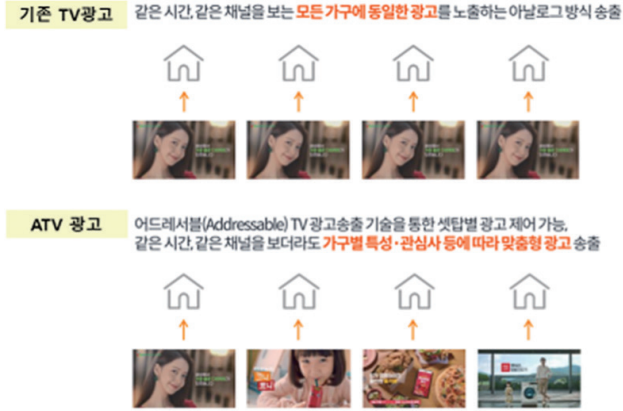 기존 TV광고
같은 시간, 같은 채널을 보는 모든 가구에 동일한 광고를 노출하는 아날로그 방식 송출
ATV 광고
어드레서블(Addressable) TV 광고송출 기술을 통한 셋탑별 광고 제어 가능,
같은 시간, 같은 채널을 보더라도 가구별 특성·관심사 등에 따라 맞춤형 광고 송출